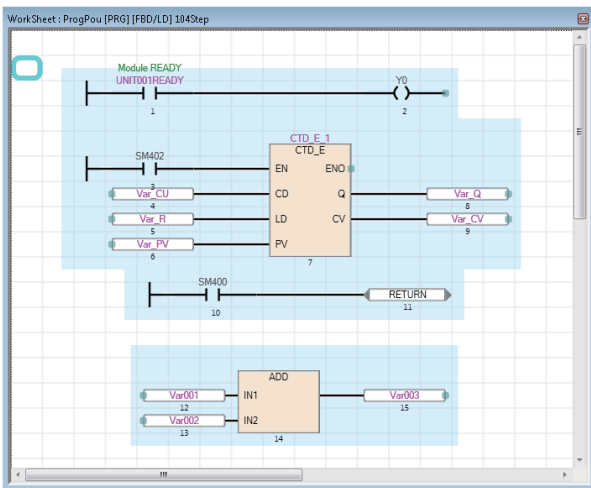 WorkSheet : ProgPou [PRG] [FBD/LD] 104Step
Module READY
UNIT001READY
Y0
1
2
CTD_E_1
CTD_E
SM402
EN
ENO
3
Var_CU
CD
Q
Var_Q
4
8
Var_R
LD
CV
Var_CV
5
9
Var_PV
PV
6
7
SM400
RETURN
10
11
ADD
Var001
IN1
Var003
12
15
Var002
IN2
13
14